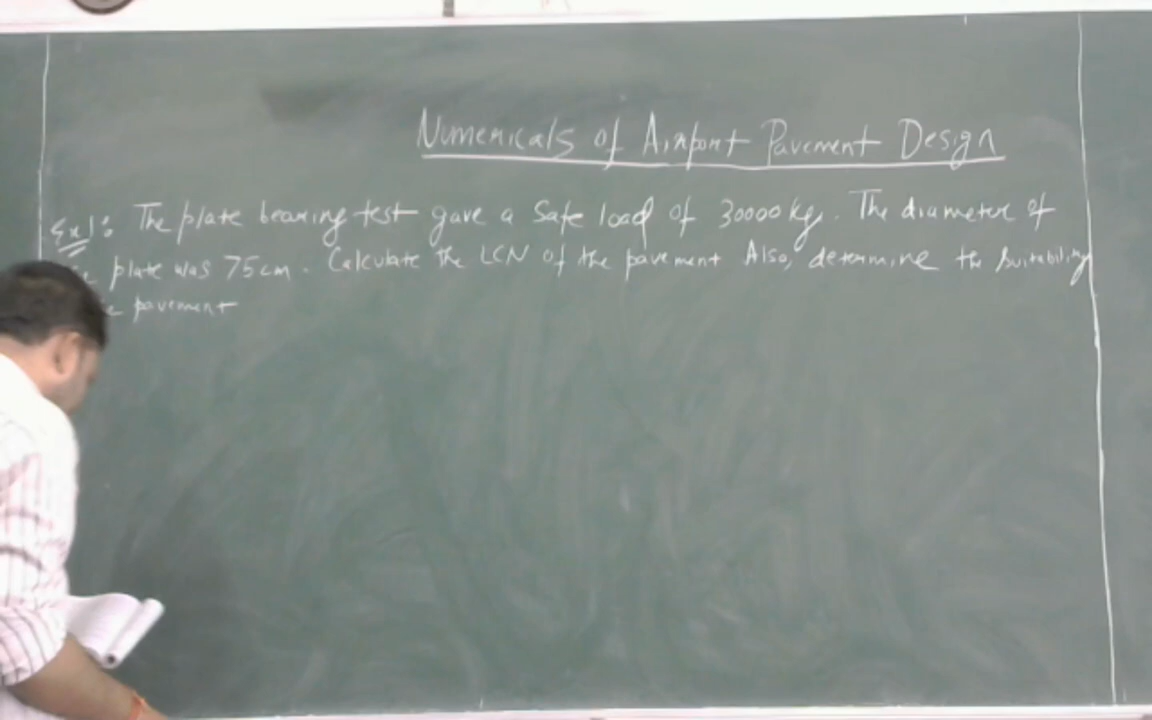 Numericals of Airport Pavement Design
Ex1: The plate bearing test gave a safe load of 30000 kg. The diameter of
plate was 75cm. Calculate the LCN of the pavement Also, determine the suitability
pavement